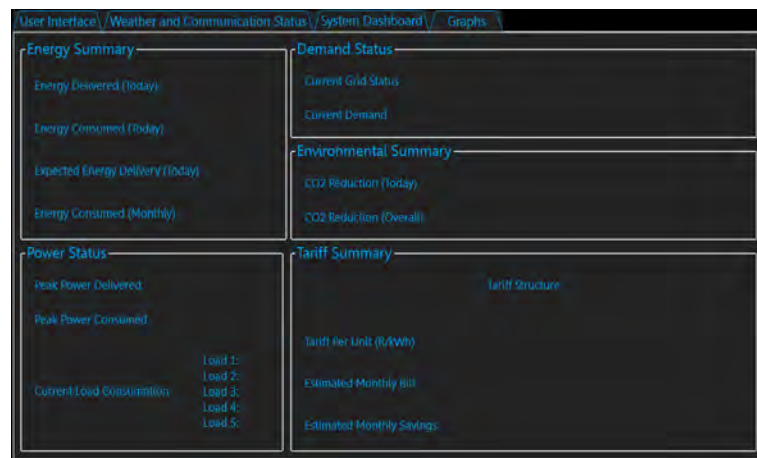 User Interface Weather and Communication Status System Dashboard Graphs
Energy Summary
Energy Delivered (Today)
Energy Consumed (Today)
Expected Energy Delivery (Today)
Energy Consumed (Monthly)
Demand Status
Current Grid Status
Current Demand
Environmental Summary
CO2 Reduction (Today)
CO2 Reduction (Overall)
Power Status
Peak Power Delivered
Peak Power Consumed
Current Load Consumption
Load 1:
Load 2:
Load 3:
Load 4:
Load 5:
Tariff Summary
Tariff Structure
Tariff Per Unit (R/kWh)
Estimated Monthly Bill
Estimated Monthly Savings